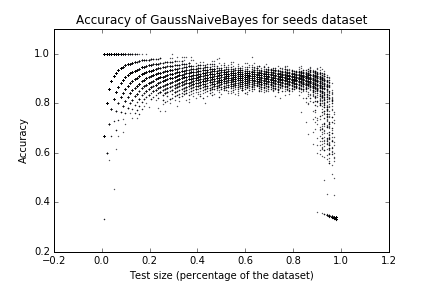 Accuracy of GaussNaiveBayes for seeds dataset
Accuracy
1.0
0.8
0.6
0.4
0.2
-0.2 0.0 0.2 0.4 0.6 0.8 1.0 1.2
Test size (percentage of the dataset)